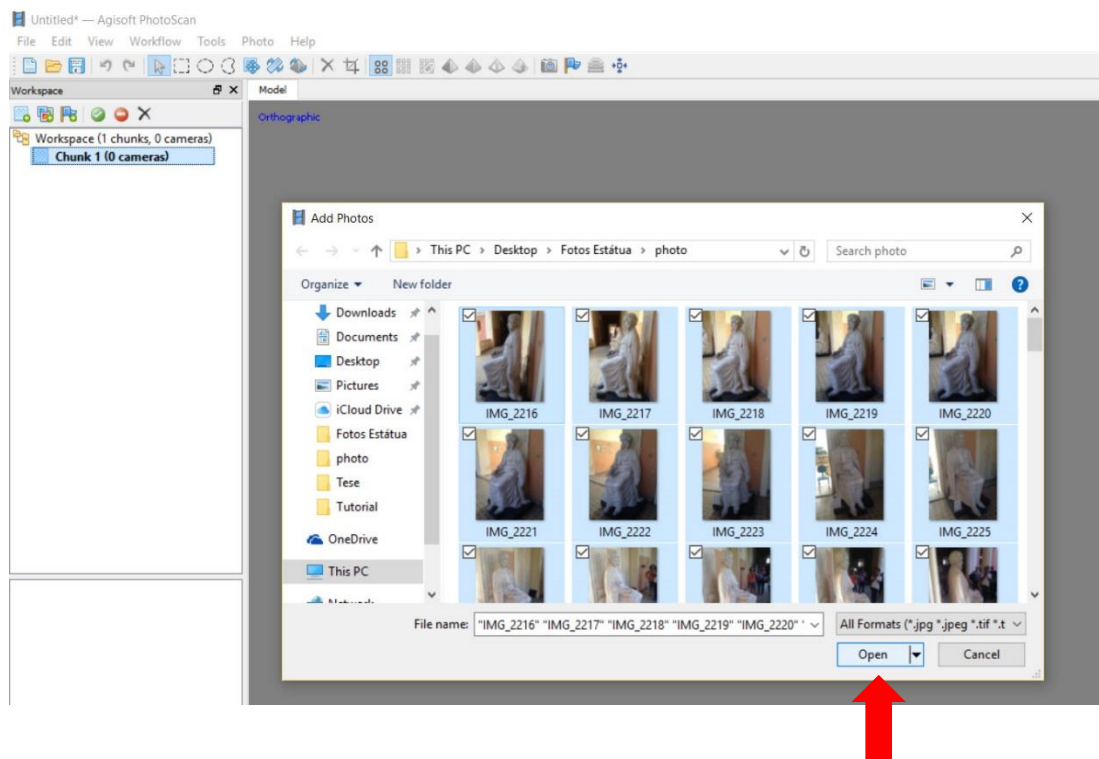 Untitled* — Agisoft PhotoScan
File Edit View Workflow Tools Photo Help
Workspace
Model
Orthographic
Workspace (1 chunks, 0 cameras)
Chunk 1 (0 cameras)
Add Photos
This PC > Desktop > Fotos Estátua > photo
Search photo
Organize New folder
Downloads
Documents
Desktop
Pictures
iCloud Drive
Fotos Estátua
photo
Tese
Tutorial
OneDrive
This PC
Network
IMG_2216 IMG_2217 IMG_2218 IMG_2219 IMG_2220
IMG_2221 IMG_2222 IMG_2223 IMG_2224 IMG_2225
File name: "IMG_2216" "IMG_2217" "IMG_2218" "IMG_2219" "IMG_2220" '
All Formats (*.jpg *.jpeg *.tif *.t
Open Cancel